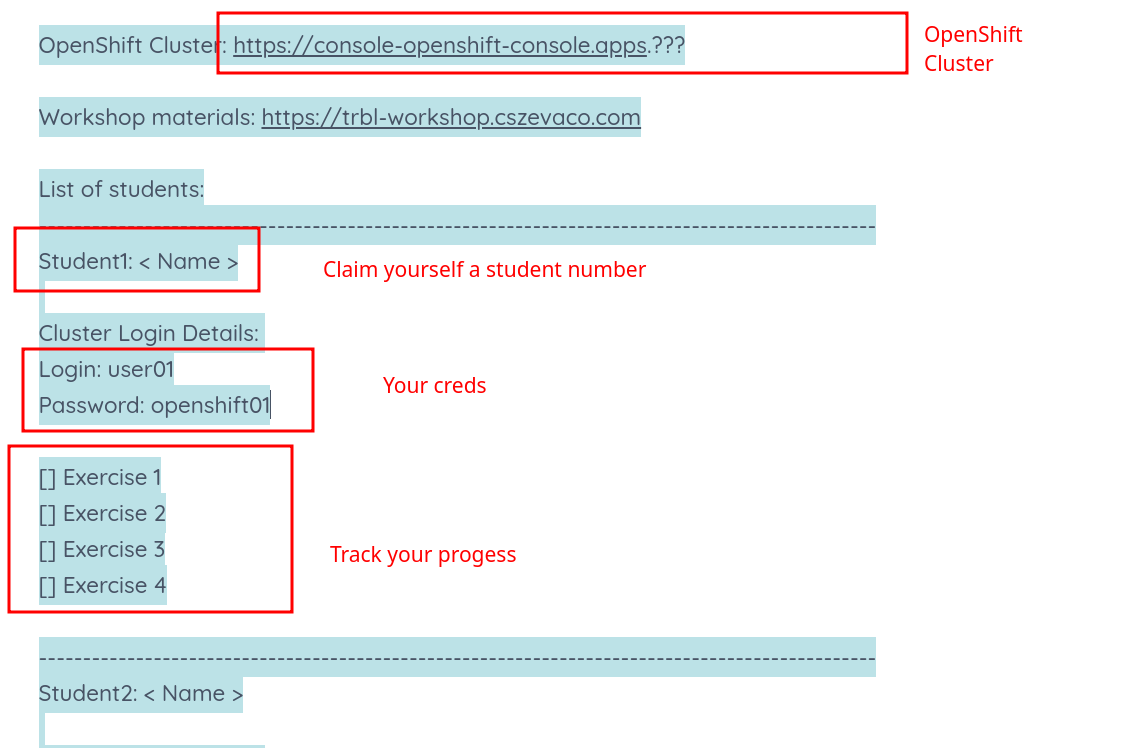 OpenShift Cluster: https://console-openshift-console.apps.???
OpenShift
Cluster
Workshop materials: https://trbl-workshop.cszevaco.com
List of students:
-----------------------------------------------------------------------------------------------
Student1: < Name >
Claim yourself a student number
Cluster Login Details:
Login: user01
Password: openshift01
Your creds
[] Exercise 1
[] Exercise 2
[] Exercise 3
[] Exercise 4
Track your progess
-----------------------------------------------------------------------------------------------
Student2: < Name >